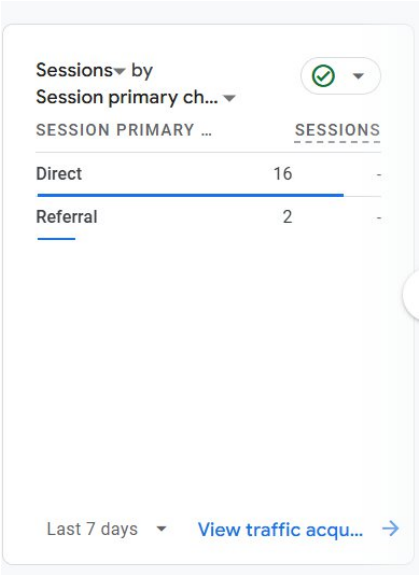 Sessions by
Session primary ch...
SESSION PRIMARY ... SESSIONS
Direct 16 -
Referral 2 -
Last 7 days View traffic acqu...